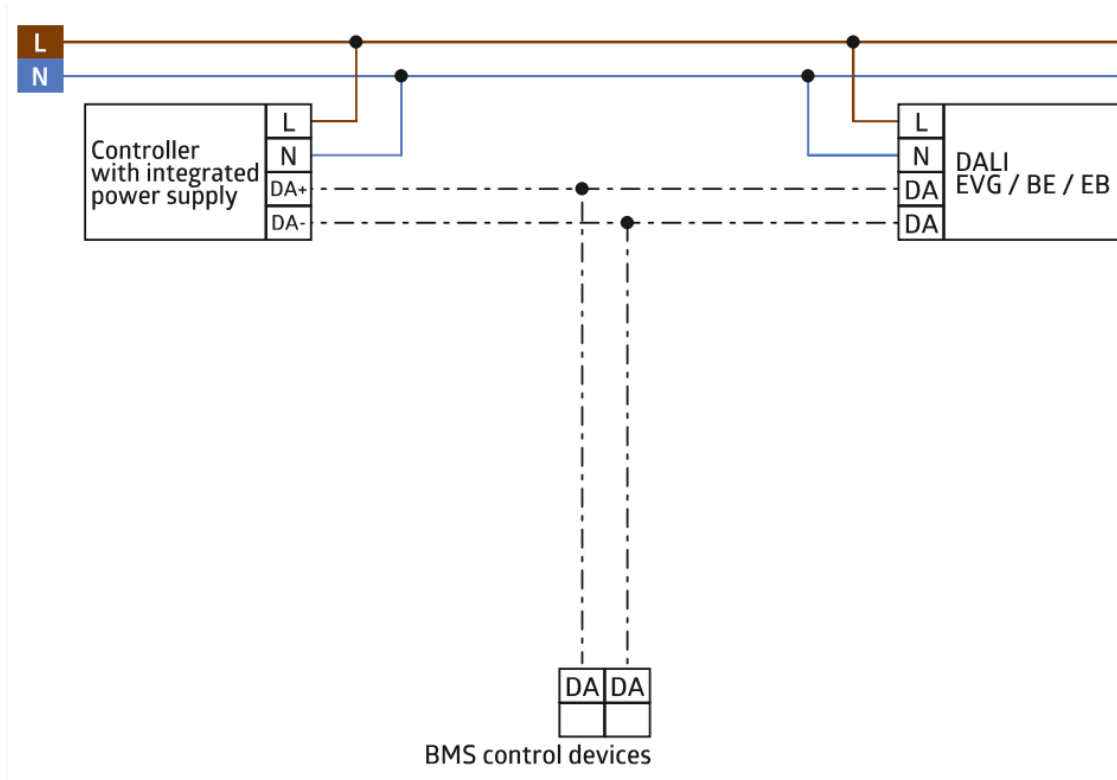 L
N
Controller
with integrated
power supply
L
N
DA+
DA-
L
N
DA
DA
DALI
EVG / BE / EB
DA DA
BMS control devices